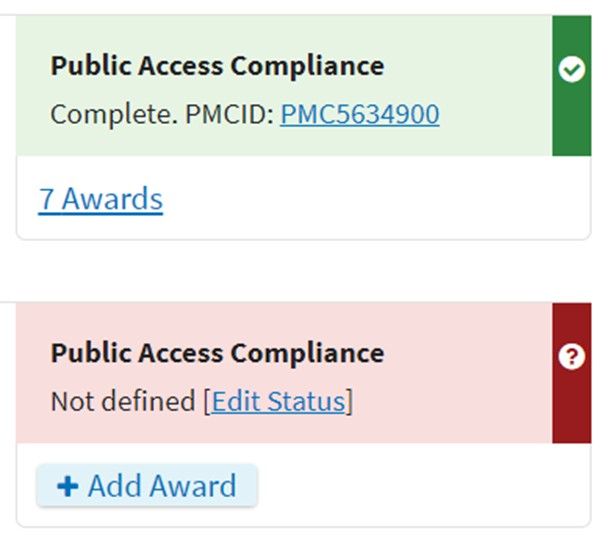 Public Access Compliance
Complete. PMCID: PMC5634900
7 Awards
Public Access Compliance
Not defined [Edit Status]
+ Add Award